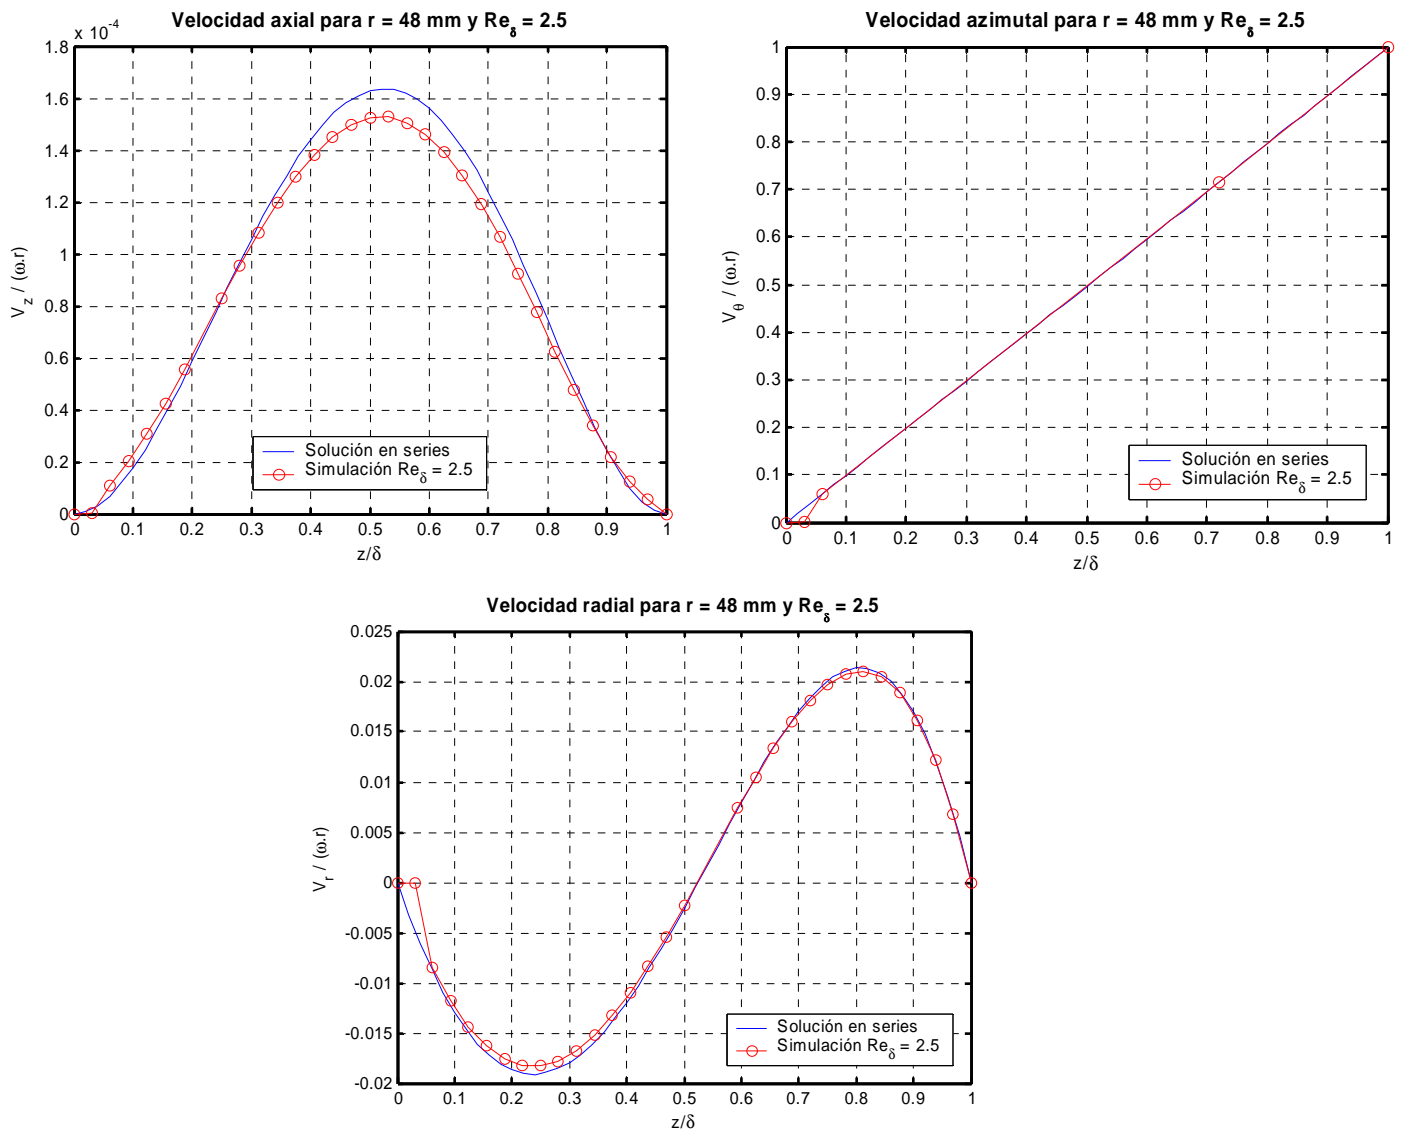 Velocidad axial para r = 48 mm y Reδ = 2.5
x 10-4
1.8
1.6
1.4
1.2
1
0.8
0.6
0.4
0.2
0
Vz / (ω.r)
Solución en series
Simulación Reδ = 2.5
0 0.1 0.2 0.3 0.4 0.5 0.6 0.7 0.8 0.9 1
z/δ
Velocidad azimutal para r = 48 mm y Reδ = 2.5
1
0.9
0.8
0.7
0.6
0.5
0.4
0.3
0.2
0.1
0
Vθ / (ω.r)
Solución en series
Simulación Reδ = 2.5
0 0.1 0.2 0.3 0.4 0.5 0.6 0.7 0.8 0.9 1
z/δ
Velocidad radial para r = 48 mm y Reδ = 2.5
0.025
0.02
0.015
0.01
0.005
0
-0.005
-0.01
-0.015
-0.02
Vr / (ω.r)
Solución en series
Simulación Reδ = 2.5
0 0.1 0.2 0.3 0.4 0.5 0.6 0.7 0.8 0.9 1
z/δ